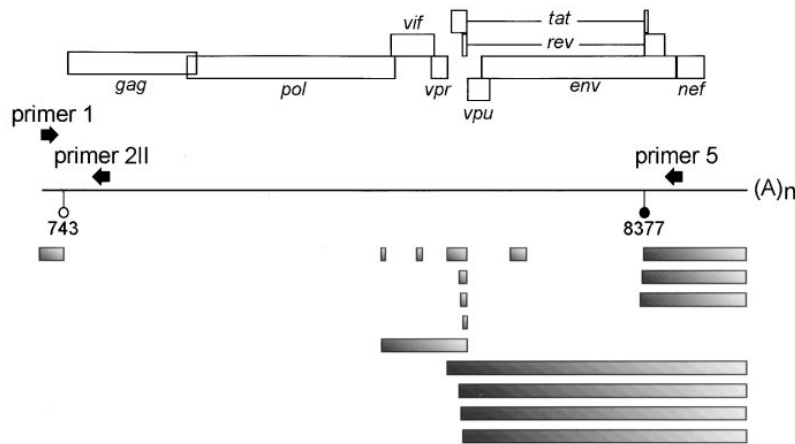 vif
tat
rev
gag
pol
vpr
env
nef
vpu
primer 1
primer 2II
primer 5
(A)n
743
8377